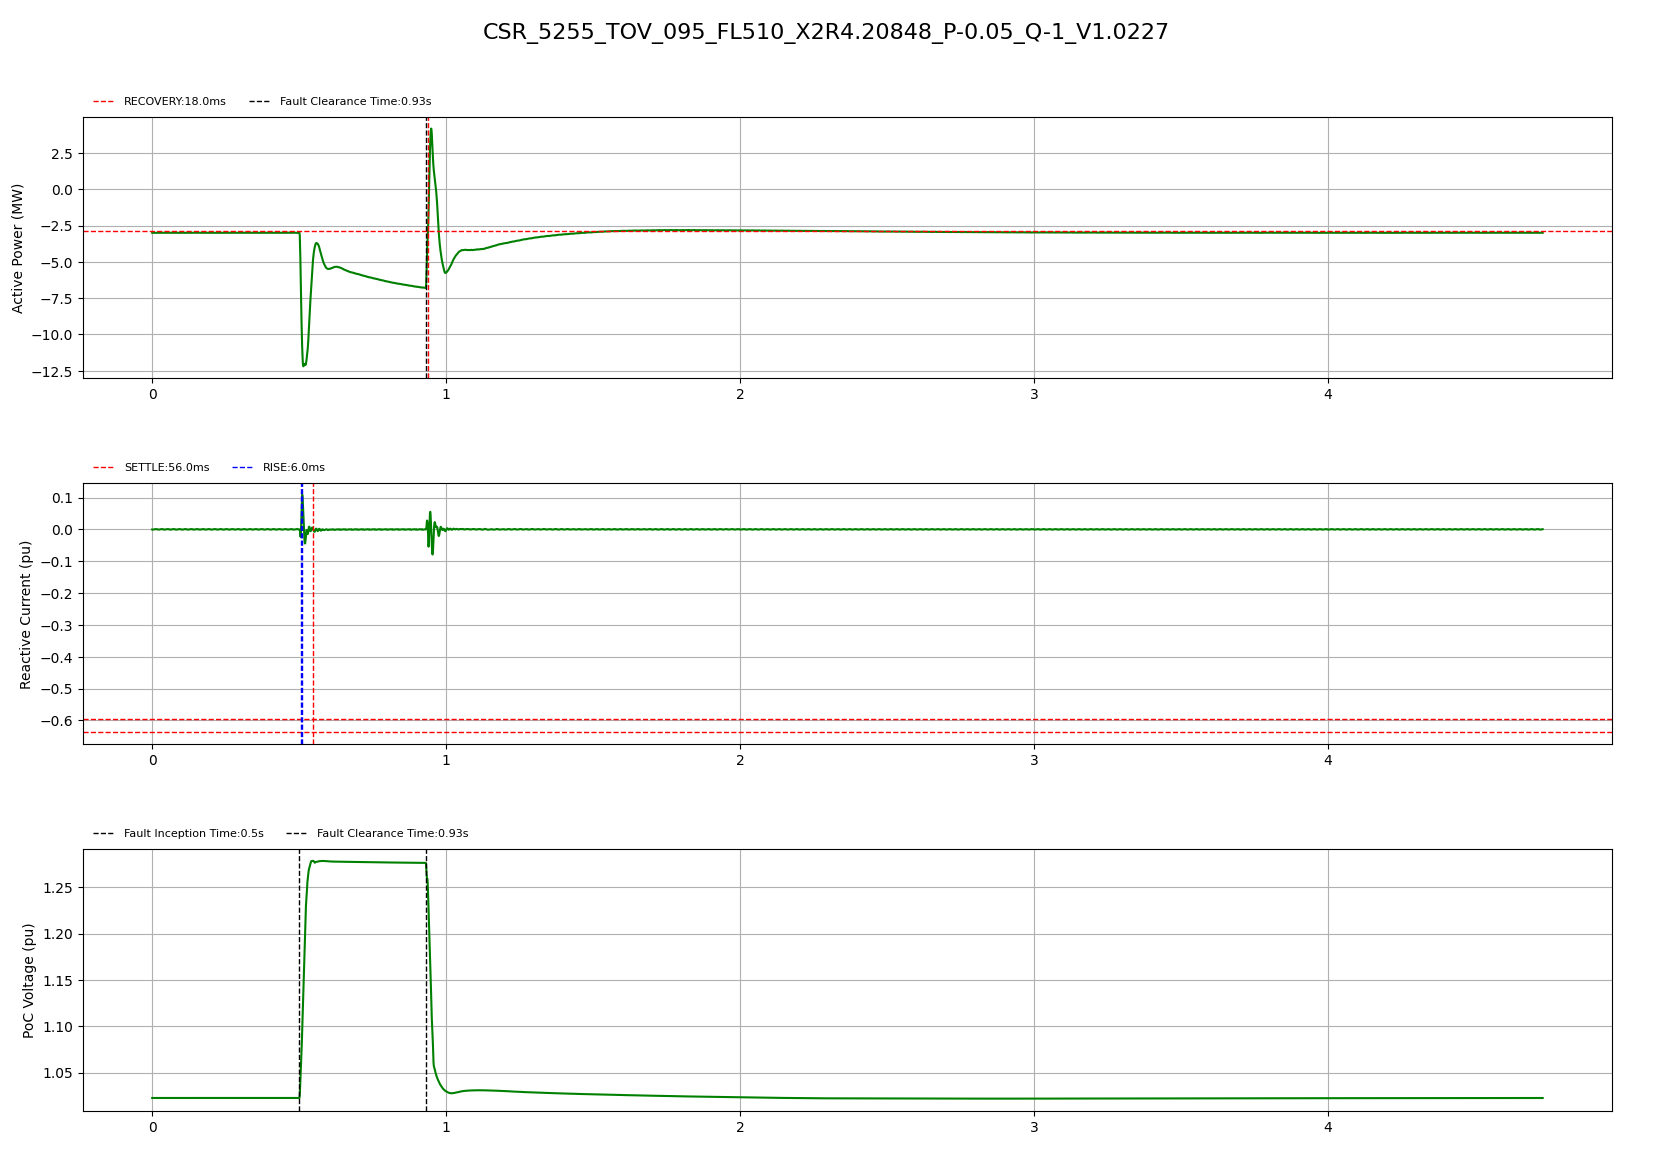 CSR_5255_TOV_095_FL510_X2R4.20848_P-0.05_Q-1_V1.0227
RECOVERY:18.0ms Fault Clearance Time:0.93s
Active Power (MW)
2.5
0.0
−2.5
−5.0
−7.5
−10.0
−12.5
0 1 2 3 4
SETTLE:56.0ms RISE:6.0ms
Reactive Current (pu)
0.1
0.0
−0.1
−0.2
−0.3
−0.4
−0.5
−0.6
0 1 2 3 4
Fault Inception Time:0.5s Fault Clearance Time:0.93s
PoC Voltage (pu)
1.25
1.20
1.15
1.10
1.05
0 1 2 3 4